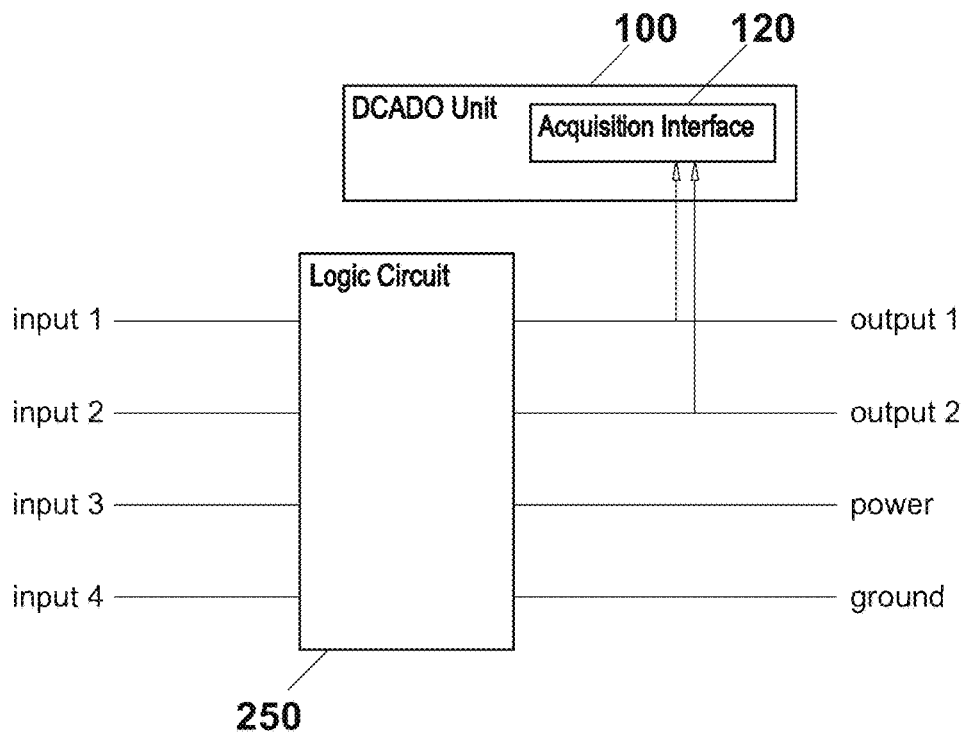 100 120
DCADO Unit
Acquisition Interface
Logic Circuit
input 1
output 1
input 2
output 2
input 3
power
input 4
ground
250